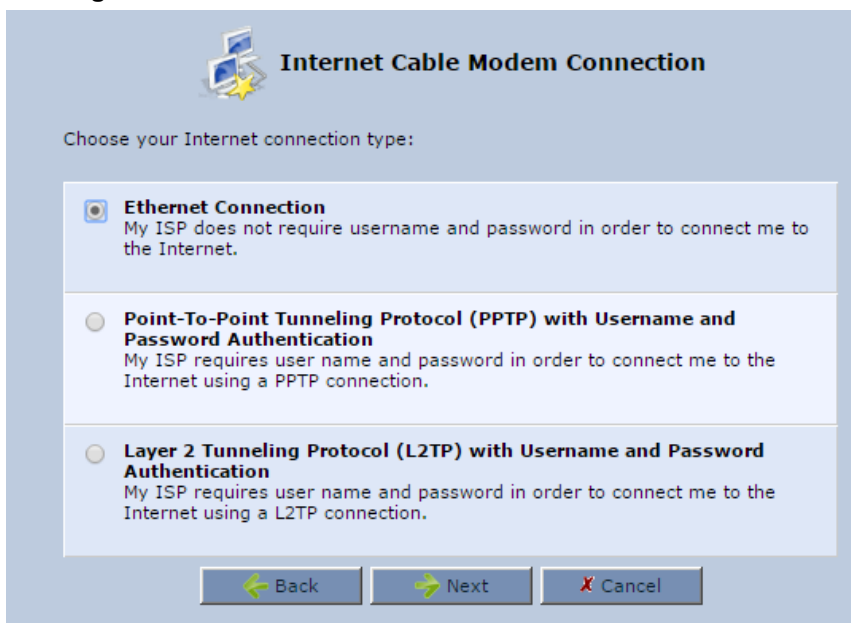 Internet Cable Modem Connection
Choose your Internet connection type:
Ethernet Connection
My ISP does not require username and password in order to connect me to
the Internet.
Point-To-Point Tunneling Protocol (PPTP) with Username and
Password Authentication
My ISP requires user name and password in order to connect me to the
Internet using a PPTP connection.
Layer 2 Tunneling Protocol (L2TP) with Username and Password
Authentication
My ISP requires user name and password in order to connect me to the
Internet using a L2TP connection.
Back
Next
Cancel